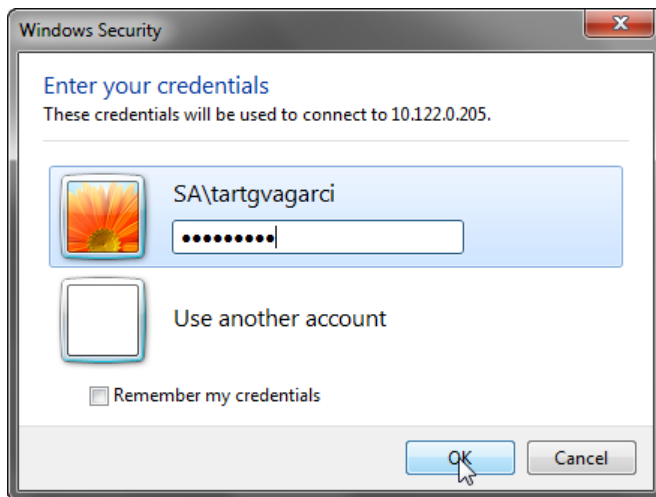 Windows Security
Enter your credentials
These credentials will be used to connect to 10.122.0.205.
SA\tartgvagarci
●●●●●●●●●
Use another account
Remember my credentials
OK
Cancel